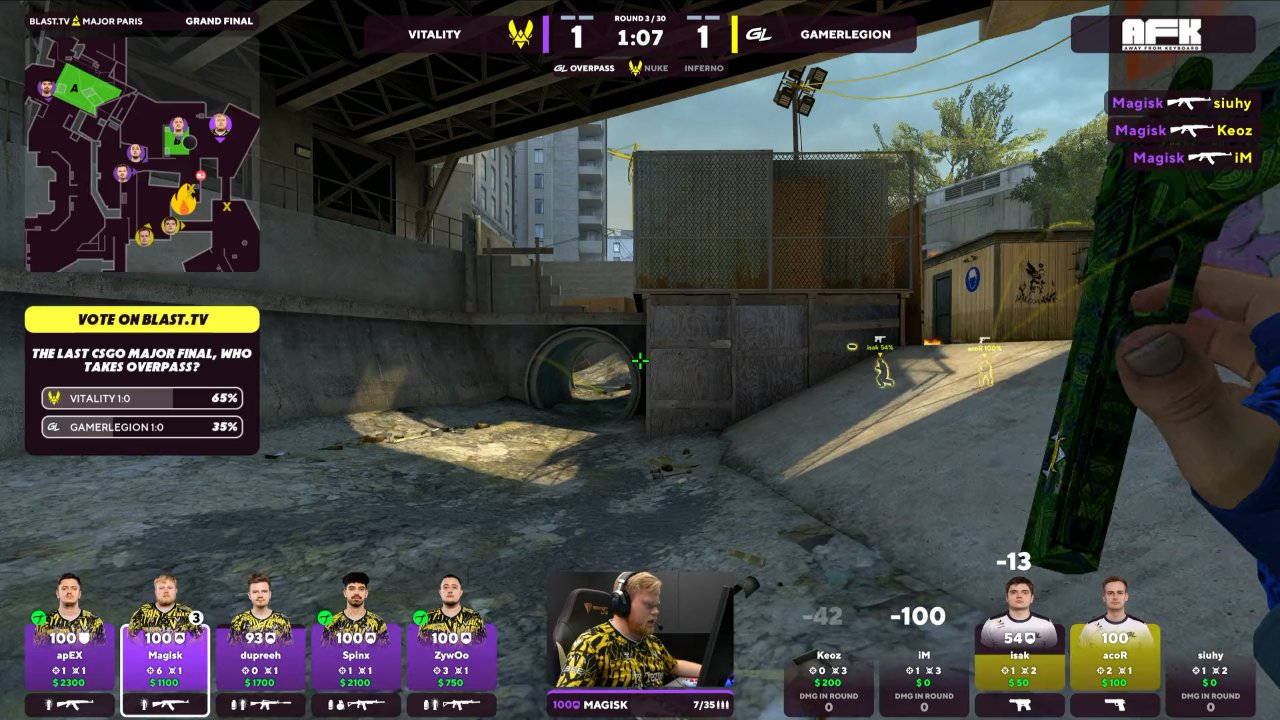 BLAST.TV MAJOR PARIS
GRAND FINAL
VITALITY
1
ROUND 3 / 30
1:07
1
GL
GAMERLEGION
GL OVERPASS
NUKE
INFERNO
AFK
AWAY FROM KEYBOARD
A
B
Magisk siuhy
Magisk Keoz
Magisk iM
VOTE ON BLAST.TV
THE LAST CSGO MAJOR FINAL, WHO
TAKES OVERPASS?
VITALITY 1:0 65%
GL GAMERLEGION 1:0 35%
isak 54%
acoR 100%
-13
-42
-100
3
100
apEX
1 1
$2300
100
Magisk
6 1
$1100
93
dupreeh
0 1
$1700
100
Spinx
1 1
$2100
100
ZywOo
3 1
$750
100 MAGISK
7/35
Keoz
0 3
$200
DMG IN ROUND
0
iM
1 3
$0
DMG IN ROUND
0
54
isak
1 2
$50
100
acoR
2 1
$100
siuhy
1 2
$0
DMG IN ROUND
0